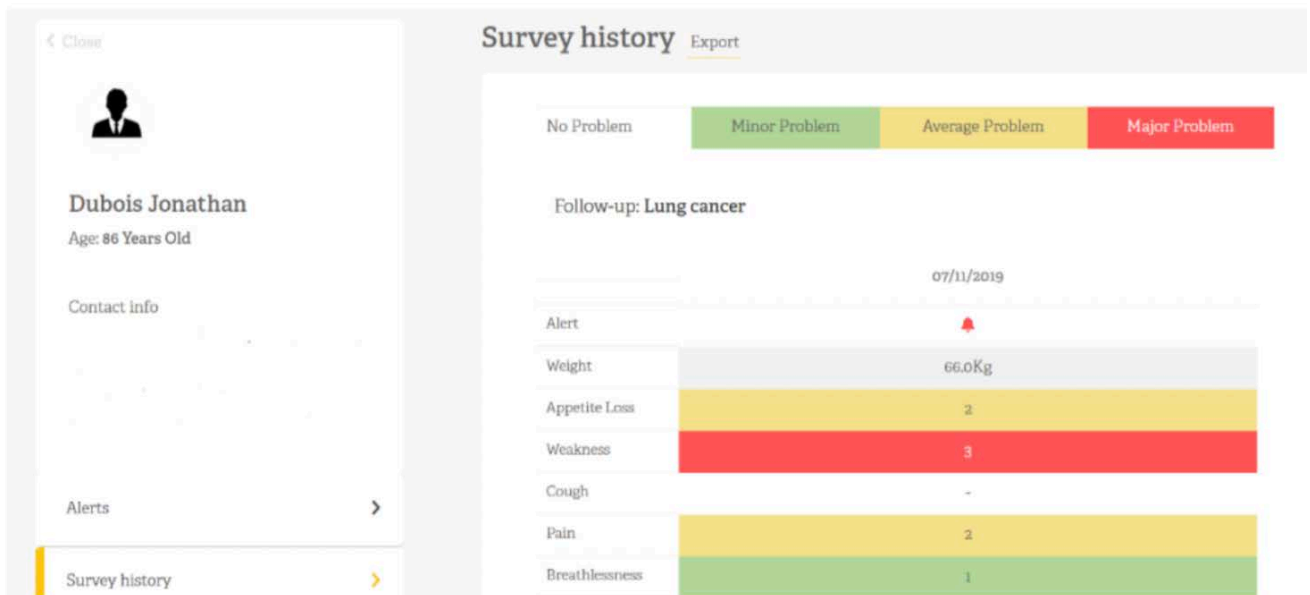 Close
Dubois Jonathan
Age: 86 Years Old
Contact info
Alerts
Survey history
Survey history Export
No Problem Minor Problem Average Problem Major Problem
Follow-up: Lung cancer
07/11/2019
Alert
Weight 66.0Kg
Appetite Loss 2
Weakness 3
Cough -
Pain 2
Breathlessness 1